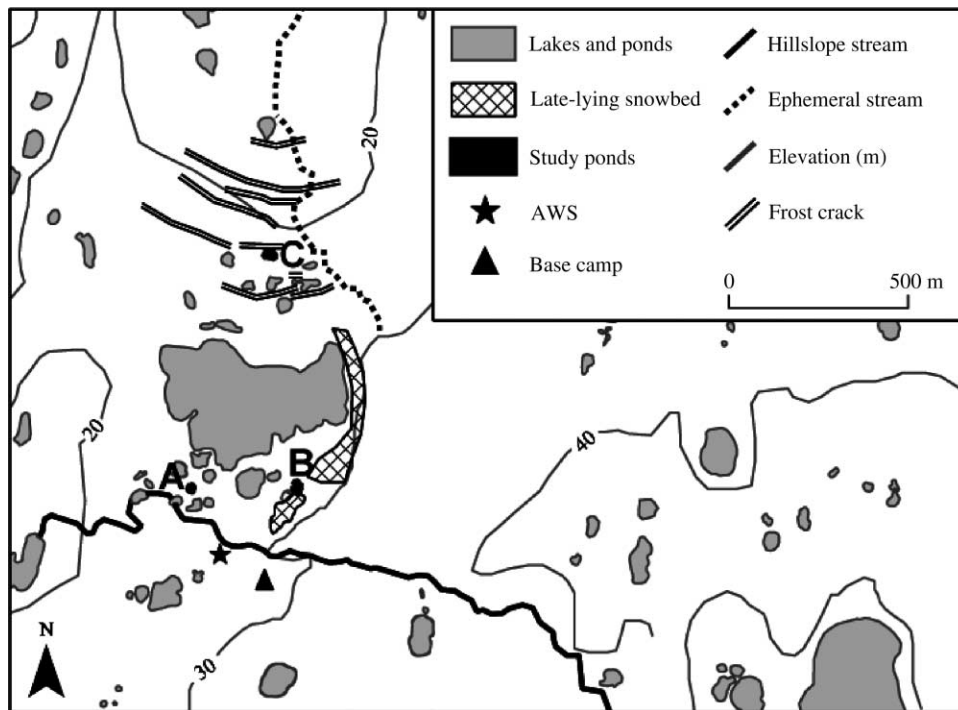 Lakes and ponds
Hillslope stream
Late-lying snowbed
Ephemeral stream
Study ponds
Elevation (m)
AWS
Frost crack
Base camp
0 500 m
20
C
20
40
A
B
N
30